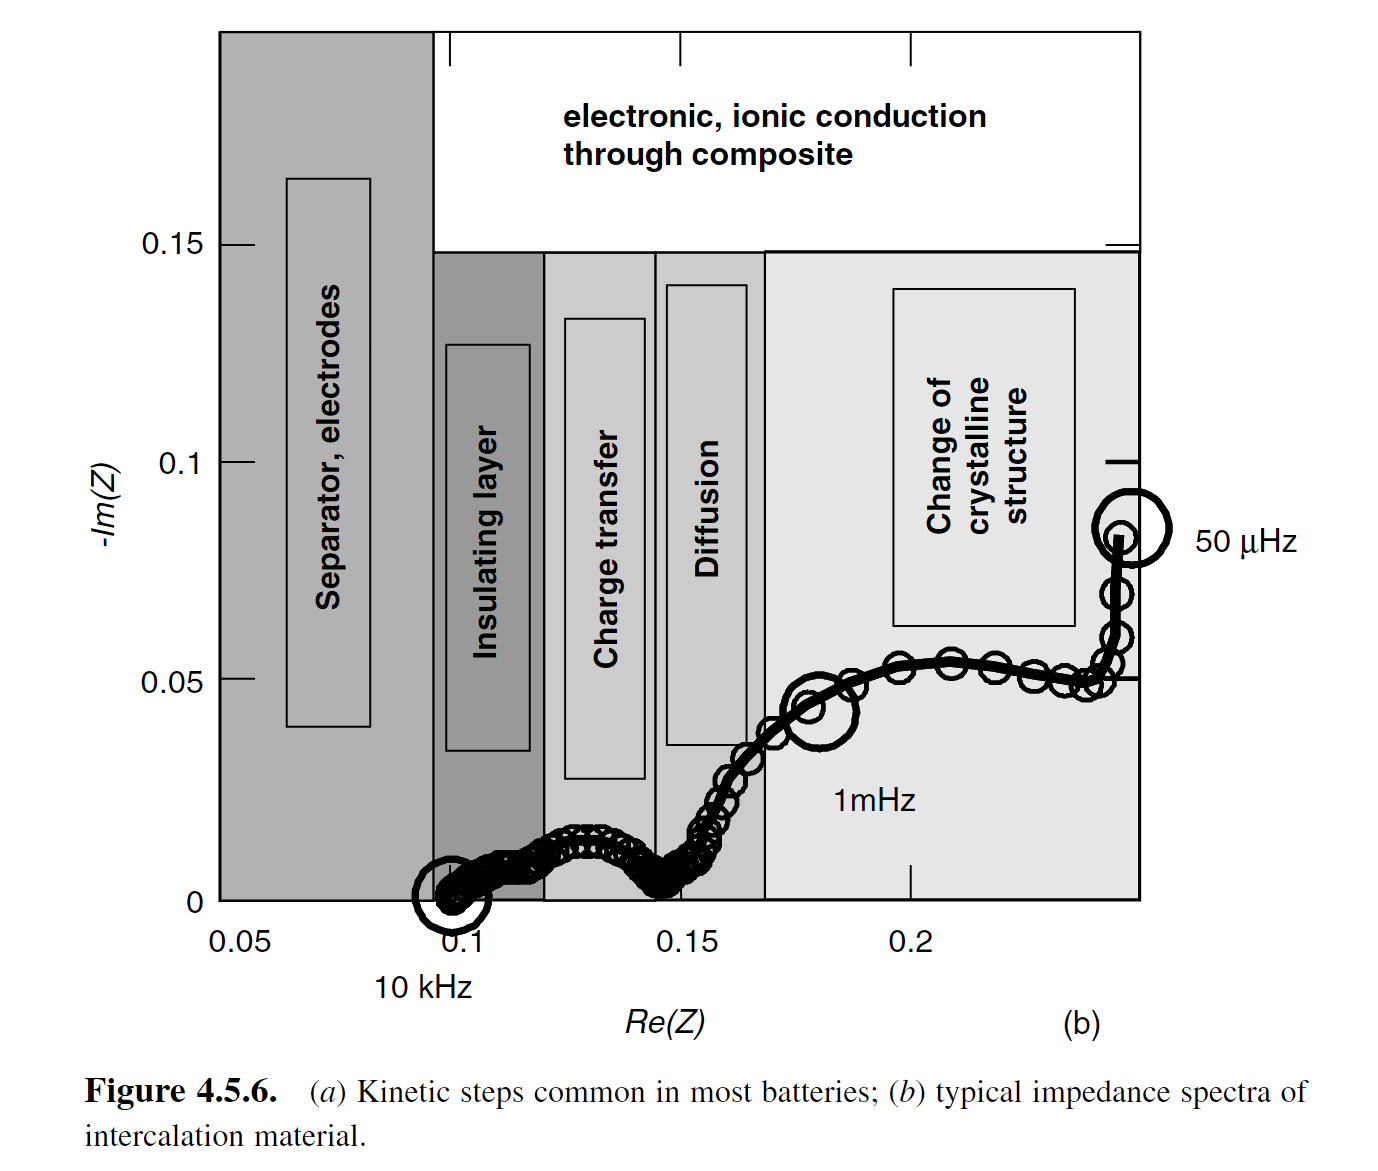 electronic, ionic conduction
through composite
Separator, electrodes
Insulating layer
Charge transfer
Diffusion
Change of
crystalline
structure
0.15
0.1
0.05
0
-Im(Z)
50 μHz
1mHz
0.05
0.1
0.15
0.2
10 kHz
Re(Z)
(b)
Figure 4.5.6. (a) Kinetic steps common in most batteries; (b) typical impedance spectra of
intercalation material.